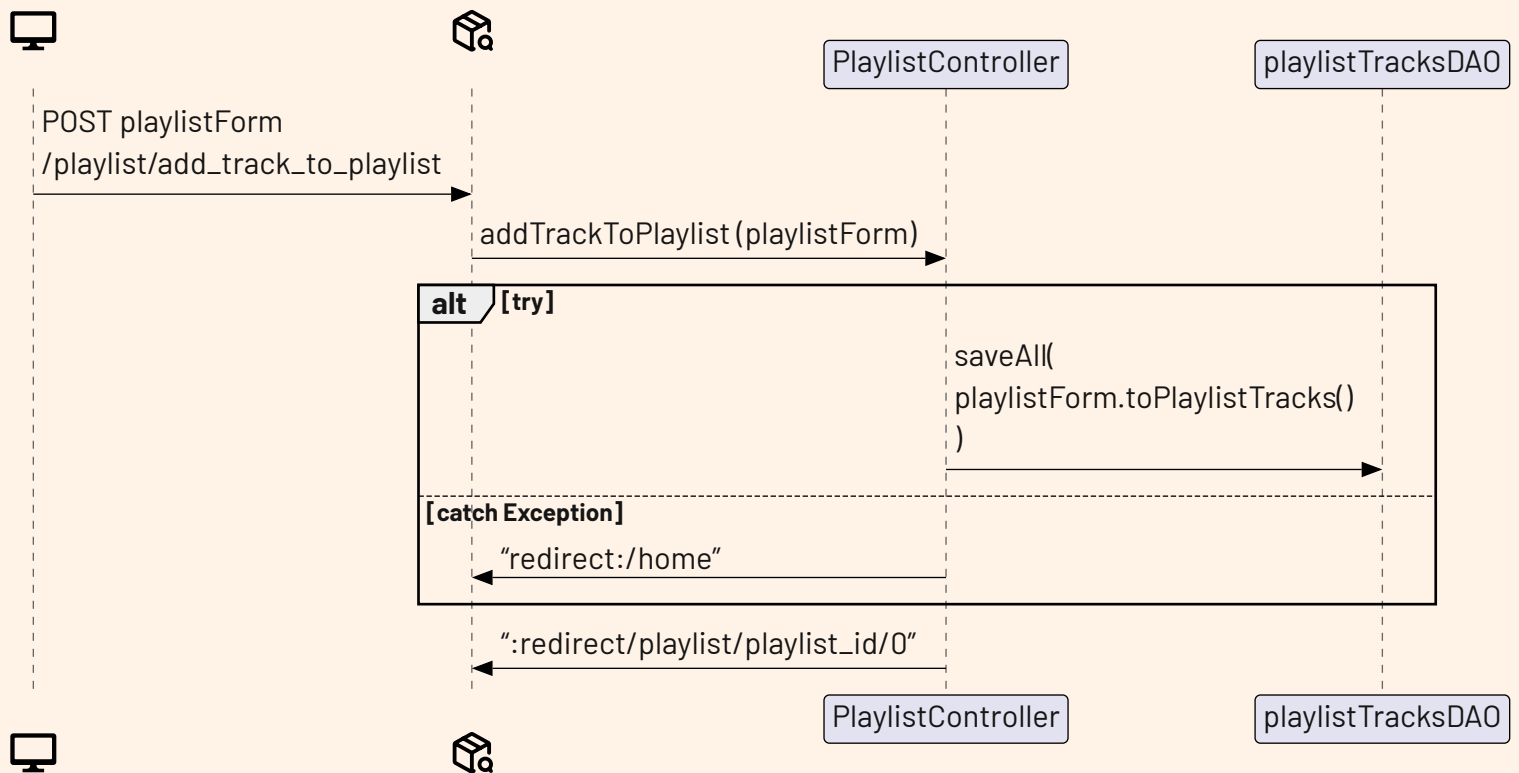 PlaylistController
playlistTracksDAO
POST playlistForm
/playlist/add_track_to_playlist
addTrackToPlaylist (playlistForm)
alt [try]
saveAll(
playlistForm.toPlaylistTracks()
)
[catch Exception]
“redirect:/home”
“:redirect/playlist/playlist_id/0”
PlaylistController
playlistTracksDAO